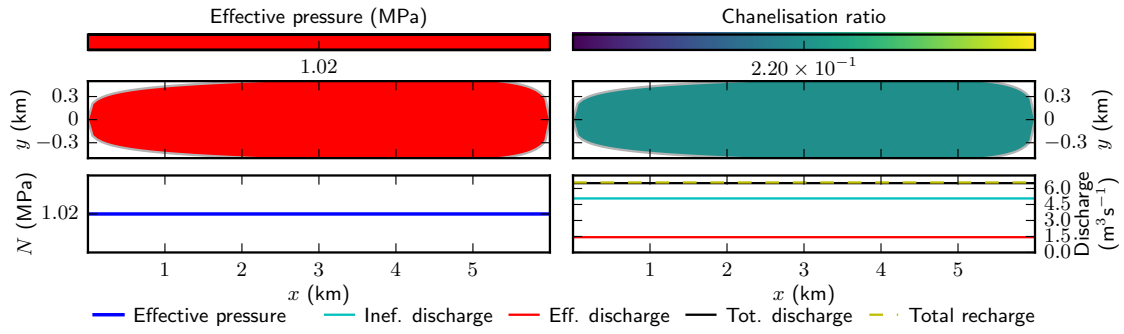 Effective pressure (MPa)
Chanelisation ratio
1.02
2.20 × 10⁻¹
y (km)
0.3
0
−0.3
0.3
0
−0.3
y (km)
N (MPa)
1.02
6.0
4.5
3.0
1.5
0.0
Discharge
(m³s⁻¹)
1 2 3 4 5
1 2 3 4 5
x (km)
x (km)
Effective pressure Inef. discharge Eff. discharge Tot. discharge Total recharge